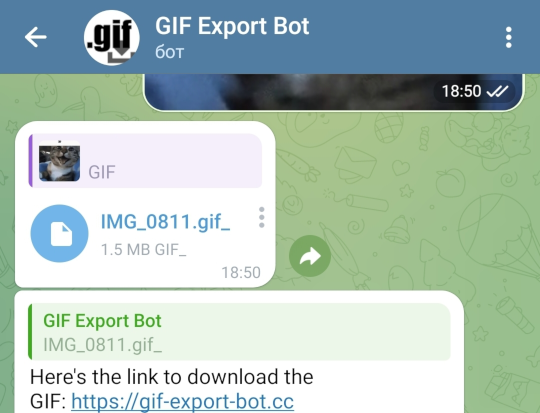 .gif
GIF Export Bot
бот
18:50
GIF
IMG_0811.gif_
1.5 MB GIF_
18:50
GIF Export Bot
IMG_0811.gif_
Here's the link to download the
GIF: https://gif-export-bot.cc